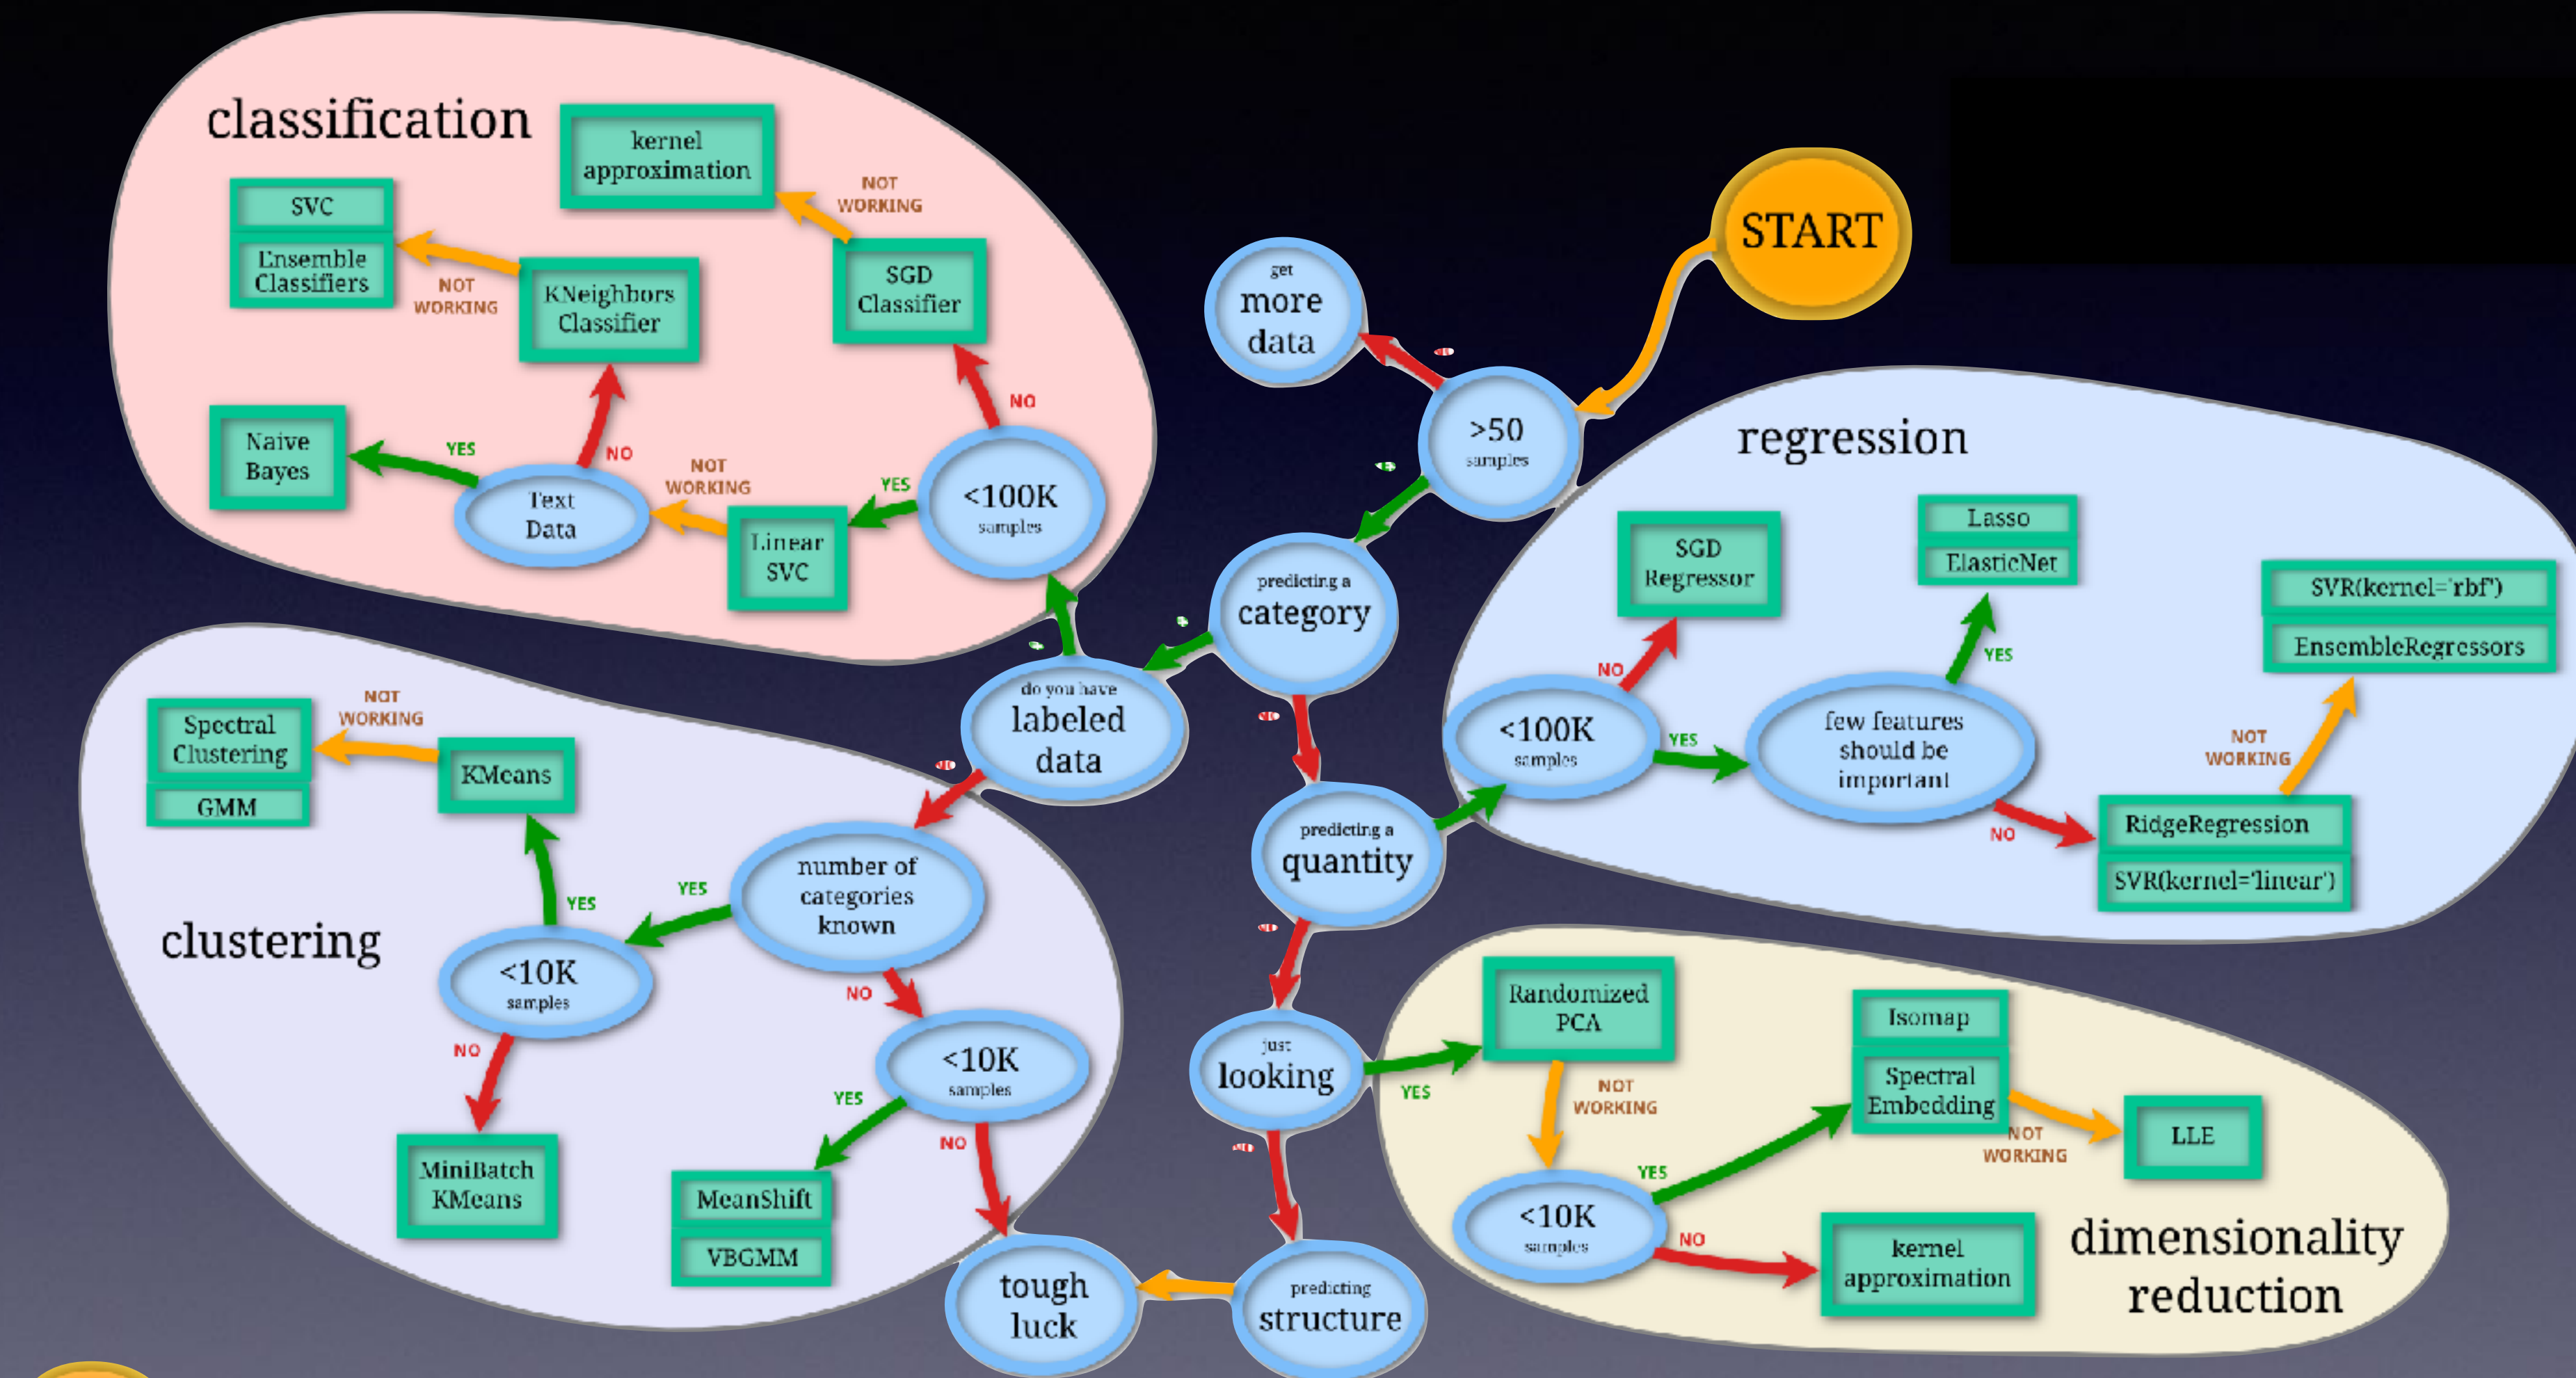 classification
kernel
approximation
NOT
WORKING
SVC
Ensemble
Classifiers
NOT
WORKING
KNeighbors
Classifier
SGD
Classifier
NO
Naive
Bayes
YES
NO
Text
Data
NOT
WORKING
Linear
SVC
YES
<100K
samples
START
get
more
data
>50
samples
predicting a
category
do you have
labeled
data
predicting a
quantity
just
looking
predicting
structure
tough
luck
regression
SGD
Regressor
Lasso
ElasticNet
SVR(kernel='rbf')
EnsembleRegressors
NO
YES
<100K
samples
YES
few features
should be
important
NOT
WORKING
NO
RidgeRegression
SVR(kernel='linear')
clustering
Spectral
Clustering
GMM
NOT
WORKING
KMeans
YES
YES
number of
categories
known
<10K
samples
NO
NO
<10K
samples
YES
NO
MiniBatch
KMeans
MeanShift
VBGMM
YES
Randomized
PCA
NOT
WORKING
Isomap
Spectral
Embedding
NOT
WORKING
LLE
YES
<10K
samples
NO
kernel
approximation
dimensionality
reduction